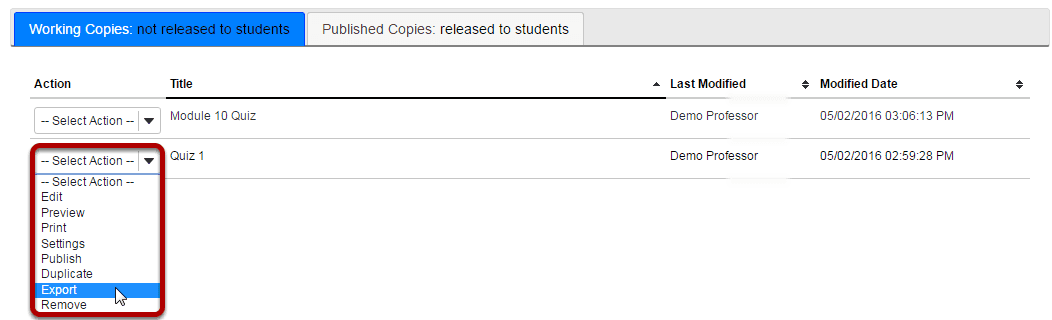 Working Copies: not released to students Published Copies: released to students
Action Title Last Modified Modified Date
-- Select Action -- Module 10 Quiz Demo Professor 05/02/2016 03:06:13 PM
-- Select Action -- Quiz 1 Demo Professor 05/02/2016 02:59:28 PM
-- Select Action --
Edit
Preview
Print
Settings
Publish
Duplicate
Export
Remove